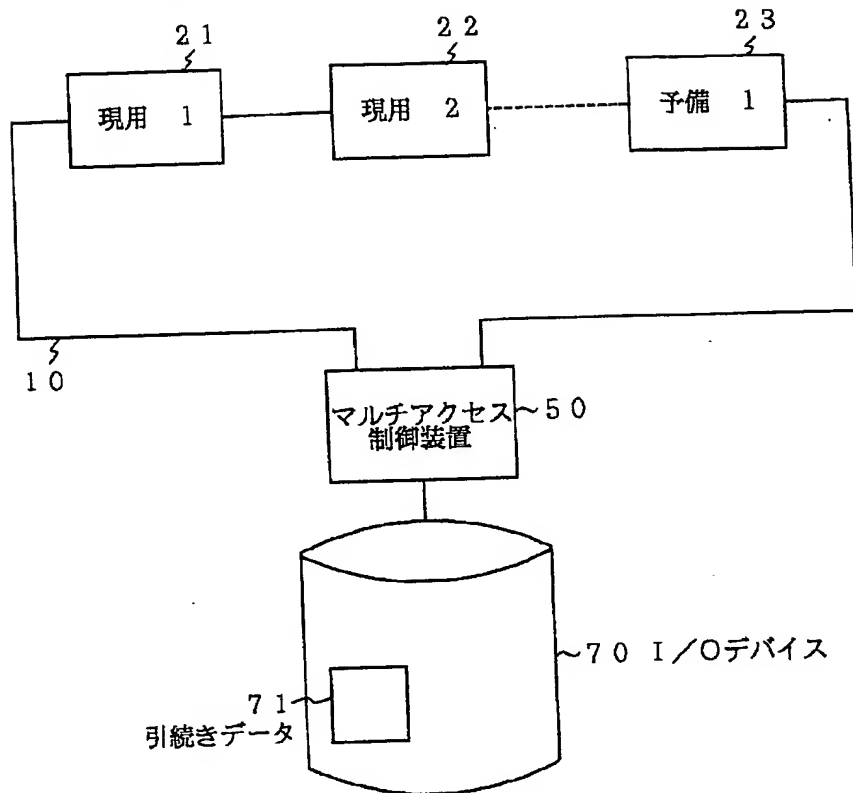 ２１
２２
２３
現用　１
現用　２
予備　１
１０
マルチアクセス
制御装置
５０
７０ Ｉ／Ｏデバイス
７１
引続きデータ